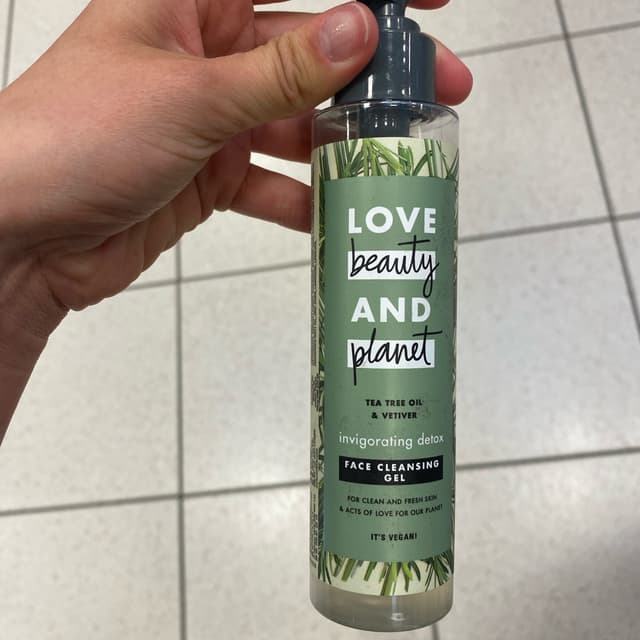 LOVE
beauty
AND
planet
TEA TREE OIL
& VETIVER
invigorating detox
FACE CLEANSING
GEL
FOR CLEAN AND FRESH SKIN
& ACTS OF LOVE FOR OUR PLANET
IT'S VEGAN!